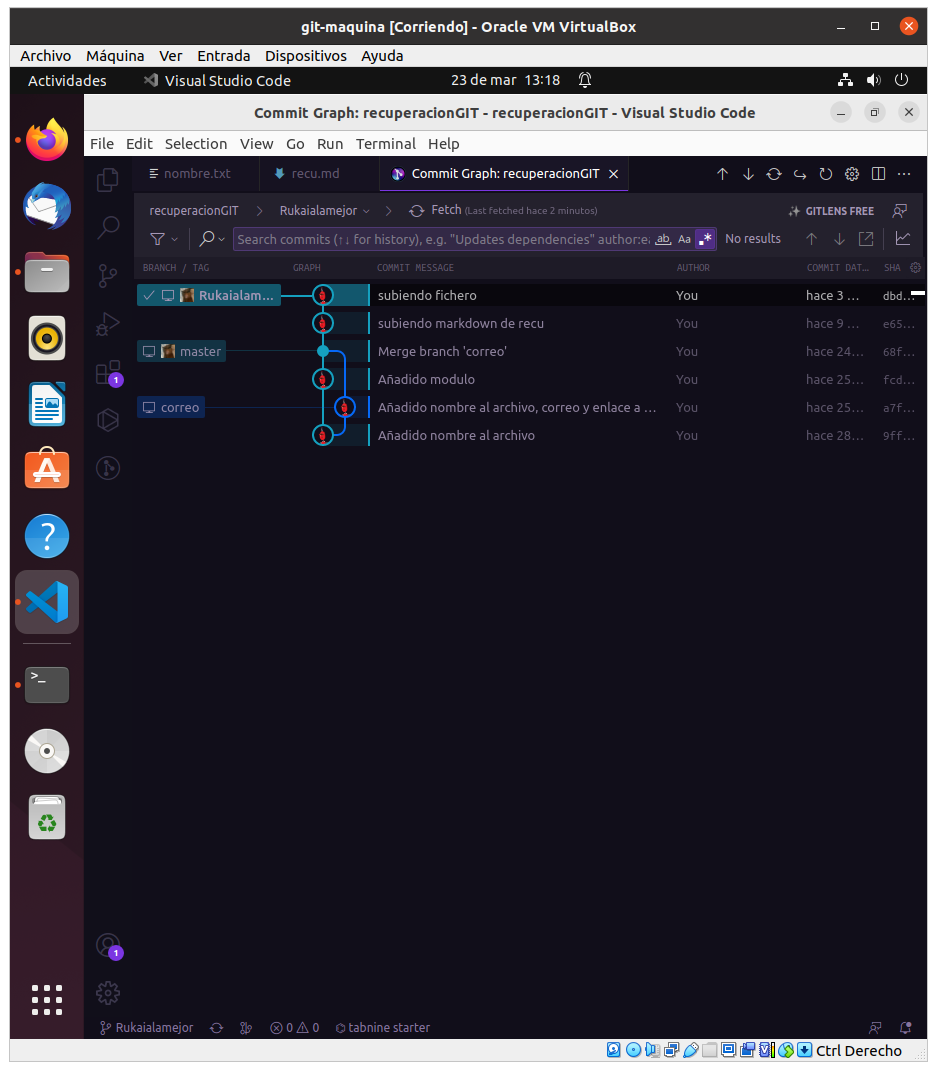 git-maquina [Corriendo] - Oracle VM VirtualBox
Archivo Máquina Ver Entrada Dispositivos Ayuda
Actividades Visual Studio Code 23 de mar 13:18
Commit Graph: recuperacionGIT - recuperacionGIT - Visual Studio Code
File Edit Selection View Go Run Terminal Help
nombre.txt recu.md Commit Graph: recuperacionGIT
recuperacionGIT Rukaialamejor Fetch (Last fetched hace 2 minutos) GITLENS FREE
Search commits (↑↓ for history), e.g. "Updates dependencies" author:e ab Aa .* No results
BRANCH / TAG GRAPH COMMIT MESSAGE AUTHOR COMMIT DAT... SHA
Rukaialam... subiendo fichero You hace 3 ... dbd...
subiendo markdown de recu You hace 9 ... e65...
master Merge branch 'correo' You hace 24... 68f...
Añadido modulo You hace 25... fcd...
correo Añadido nombre al archivo, correo y enlace a ... You hace 25... a7f...
Añadido nombre al archivo You hace 28... 9ff...
1
1
Rukaialamejor 0 0 tabnine starter
Ctrl Derecho